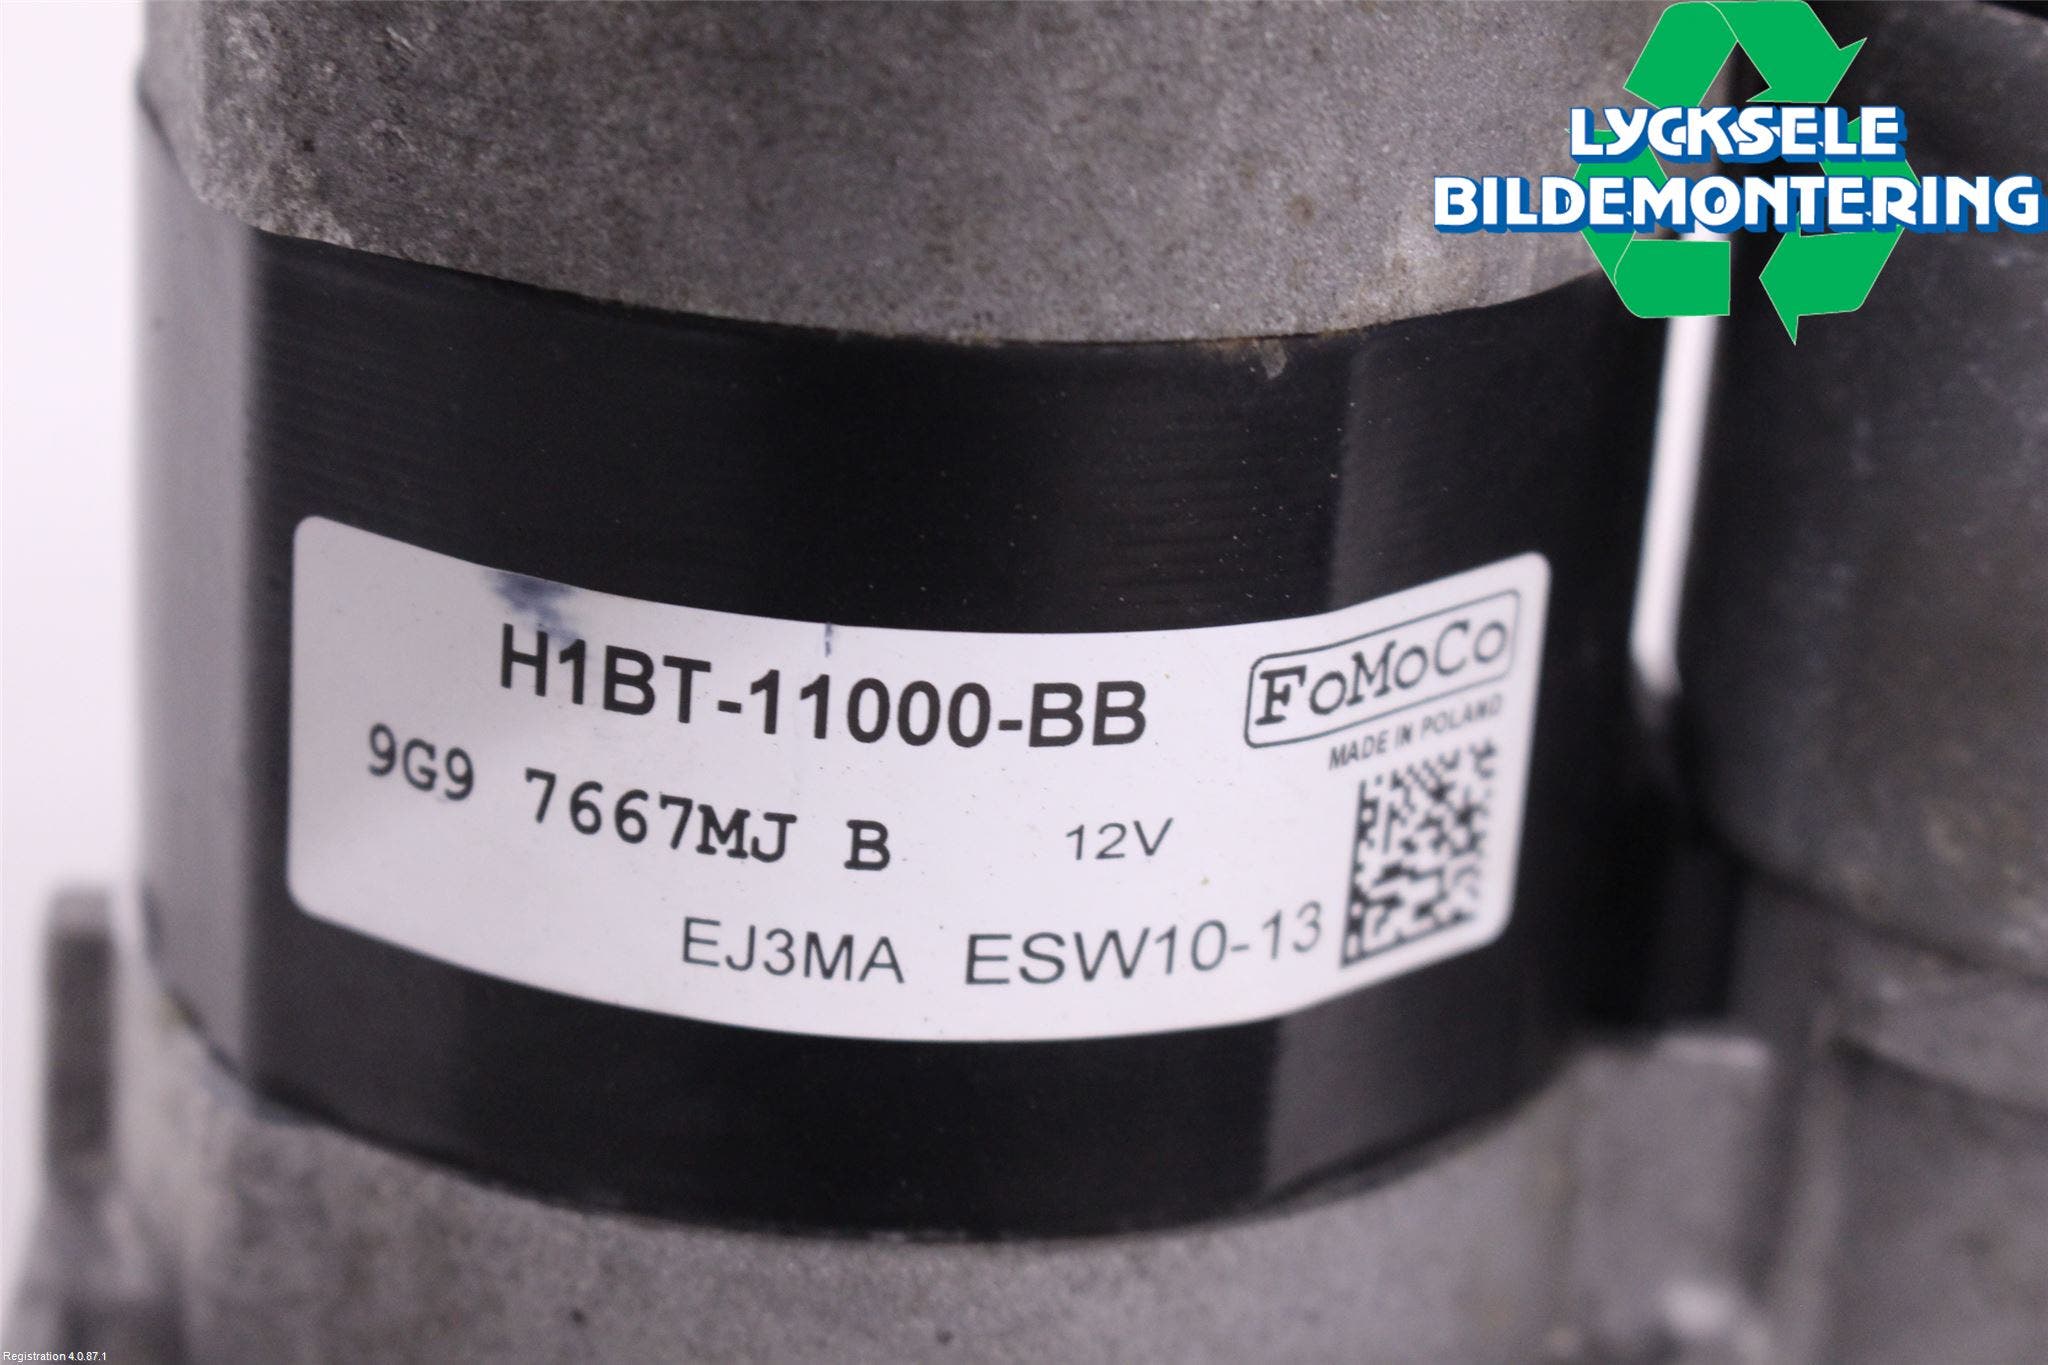 LYCKSELE
BILDEMONTERING
H1BT-11000-BB
FoMoCo
MADE IN POLAND
9G9 7667MJ B
12V
EJ3MA ESW10-13
Registration 4.0.87.1